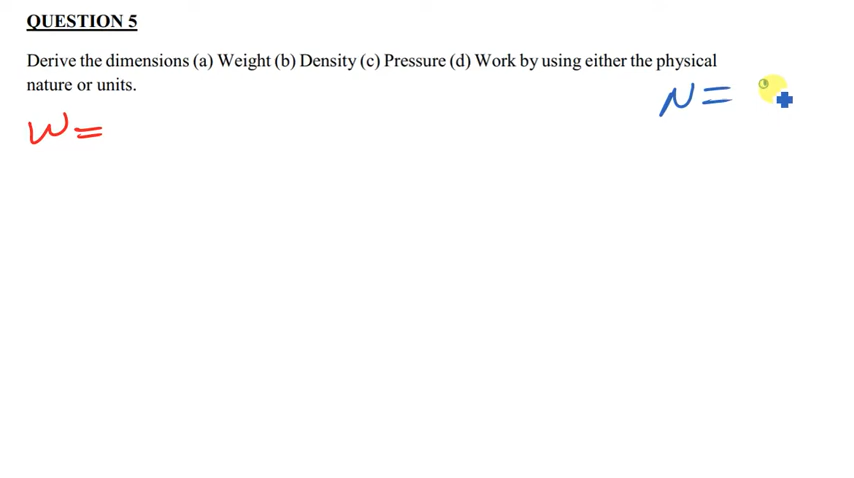 QUESTION 5
Derive the dimensions (a) Weight (b) Density (c) Pressure (d) Work by using either the physical
nature or units.
N =
W =